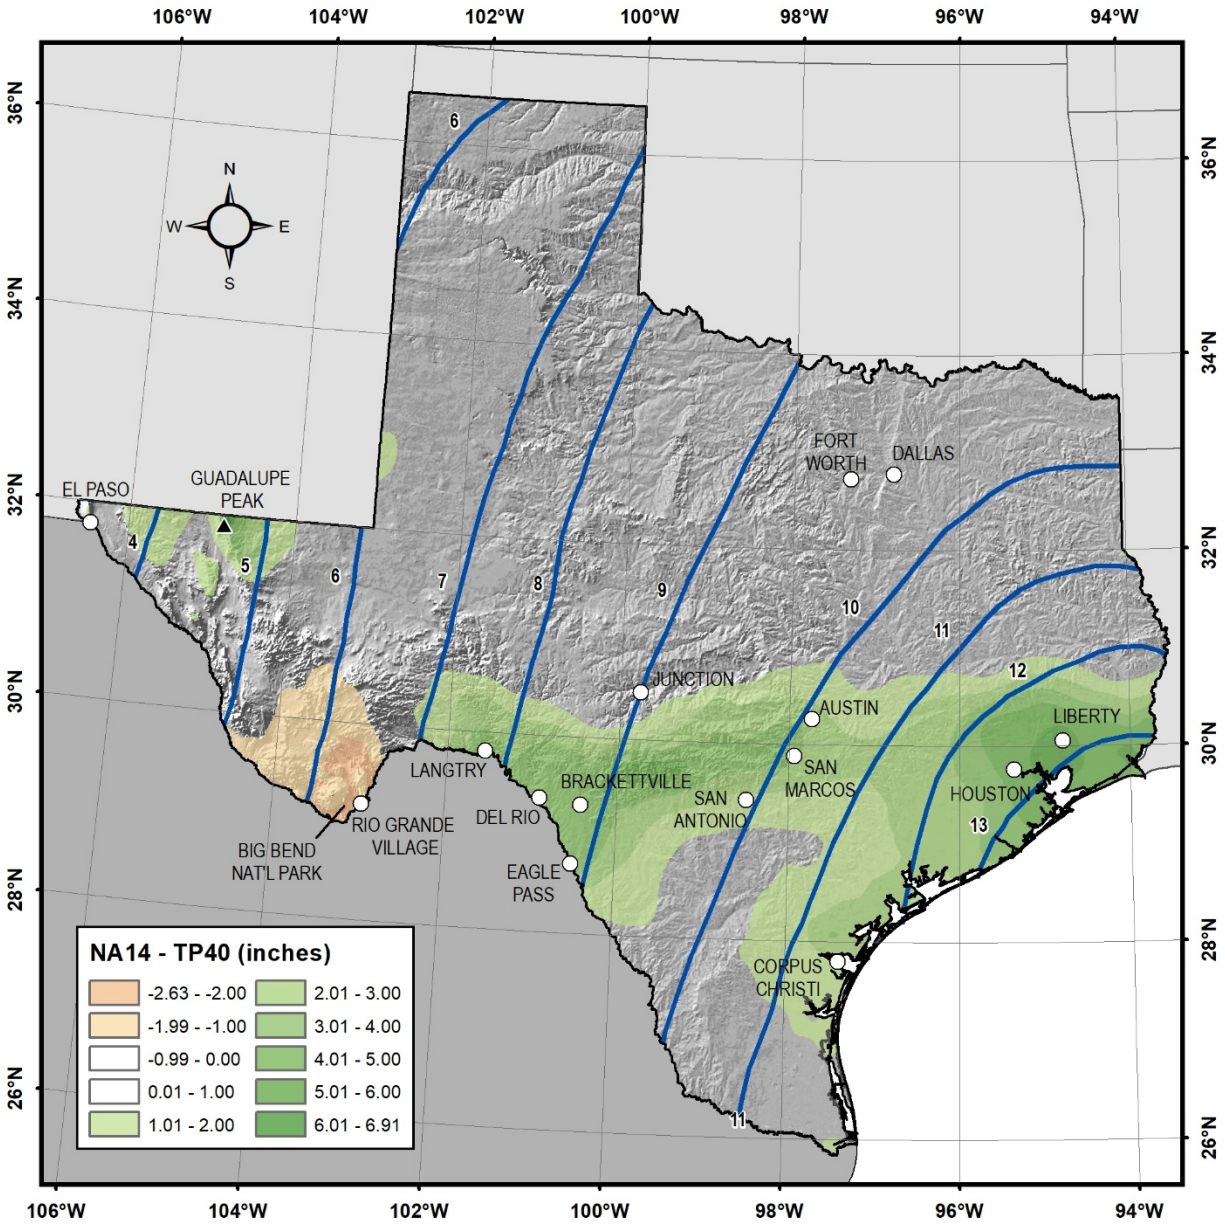 106°W
104°W
102°W
100°W
98°W
96°W
94°W
36°N
36°N
6
N
W
E
S
34°N
34°N
FORT
WORTH
DALLAS
32°N
GUADALUPE
PEAK
EL PASO
4
5
6
7
8
9
10
11
12
32°N
30°N
JUNCTION
AUSTIN
LIBERTY
30°N
LANGTRY
BRACKETTVILLE
SAN
MARCOS
HOUSTON
DEL RIO
SAN
ANTONIO
13
RIO GRANDE
VILLAGE
BIG BEND
NAT'L PARK
EAGLE
PASS
28°N
28°N
CORPUS
CHRISTI
11
NA14 - TP40 (inches)
-2.63 - -2.00
2.01 - 3.00
-1.99 - -1.00
3.01 - 4.00
-0.99 - 0.00
4.01 - 5.00
0.01 - 1.00
5.01 - 6.00
1.01 - 2.00
6.01 - 6.91
26°N
26°N
106°W
104°W
102°W
100°W
98°W
96°W
94°W